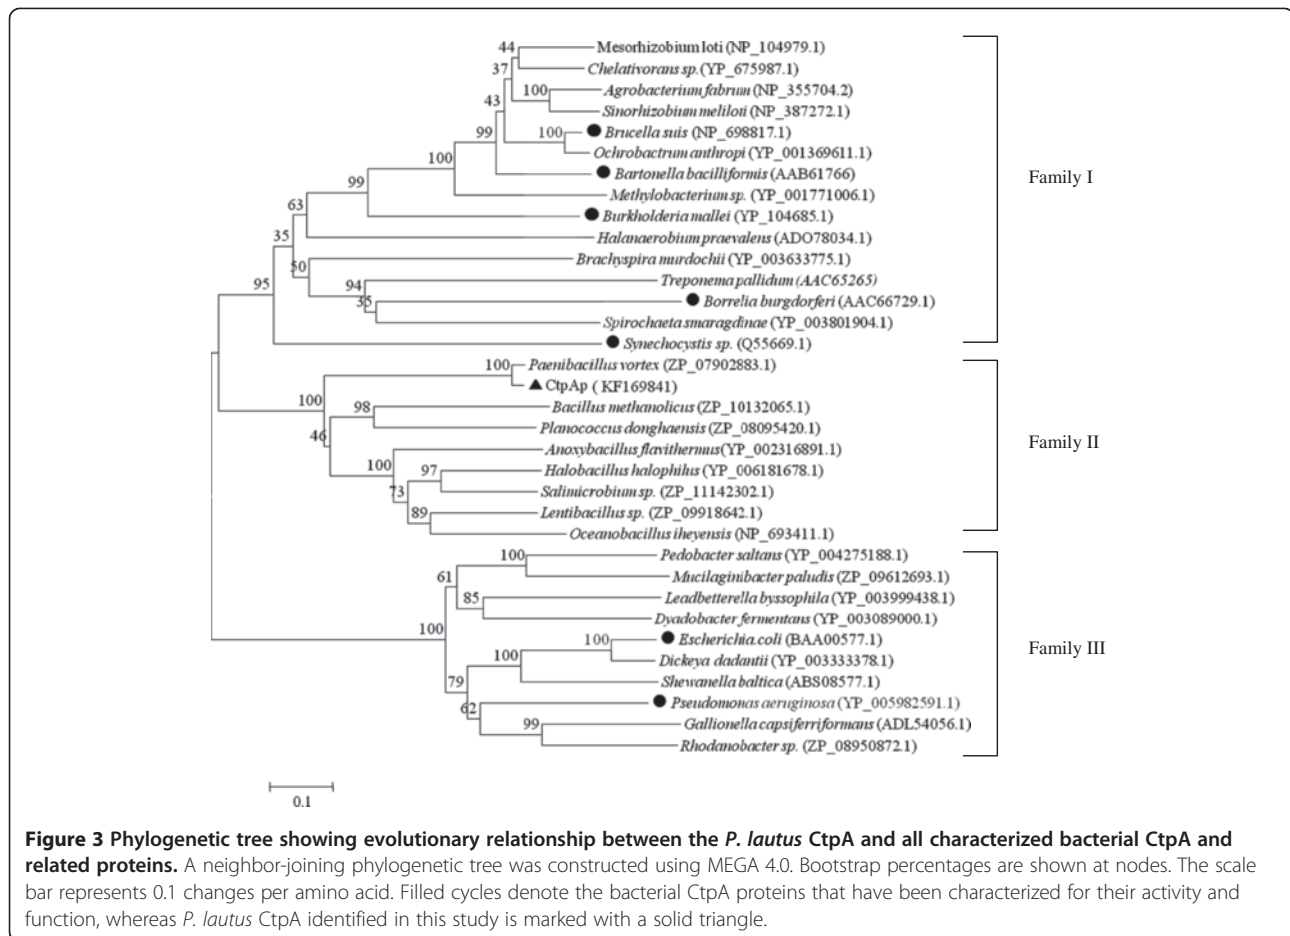 44
Mesorhizobium loti (NP_104979.1)
37
Chelativorans sp.(YP_675987.1)
100
Agrobacterium fabrum (NP_355704.2)
43
Sinorhizobium meliloti (NP_387272.1)
99
100
Brucella suis (NP_698817.1)
100
Ochrobactrum anthropi (YP_001369611.1)
Bartonella bacilliformis (AAB61766)
Family I
99
Methylobacterium sp. (YP_001771006.1)
63
Burkholderia mallei (YP_104685.1)
35
Halanaerobium praevalens (ADO78034.1)
50
Brachyspira murdochii (YP_003633775.1)
95
94
Treponema pallidum (AAC65265)
35
Borrelia burgdorferi (AAC66729.1)
Spirochaeta smaragdinae (YP_003801904.1)
Synechocystis sp. (Q55669.1)
100
Paenibacillus vortex (ZP_07902883.1)
CtpAp ( KF169841)
100
98
Bacillus methanolicus (ZP_10132065.1)
46
Planococcus donghaensis (ZP_08095420.1)
Family II
100
Anoxybacillus flavithermus(YP_002316891.1)
97
Halobacillus halophilus (YP_006181678.1)
73
Salimicrobium sp. (ZP_11142302.1)
89
Lentibacillus sp. (ZP_09918642.1)
Oceanobacillus iheyensis (NP_693411.1)
100
Pedobacter saltans (YP_004275188.1)
61
Mucilaginibacter paludis (ZP_09612693.1)
85
Leadbetterella byssophila (YP_003999438.1)
Dyadobacter fermentans (YP_003089000.1)
100
100
Escherichia.coli (BAA00577.1)
Family III
100
Dickeya dadantii (YP_003333378.1)
79
Shewanella baltica (ABS08577.1)
62
Pseudomonas aeruginosa (YP_005982591.1)
99
Gallionella capsiferriformans (ADL54056.1)
Rhodanobacter sp. (ZP_08950872.1)
0.1
Figure 3 Phylogenetic tree showing evolutionary relationship between the P. lautus CtpA and all characterized bacterial CtpA and
related proteins. A neighbor-joining phylogenetic tree was constructed using MEGA 4.0. Bootstrap percentages are shown at nodes. The scale
bar represents 0.1 changes per amino acid. Filled cycles denote the bacterial CtpA proteins that have been characterized for their activity and
function, whereas P. lautus CtpA identified in this study is marked with a solid triangle.